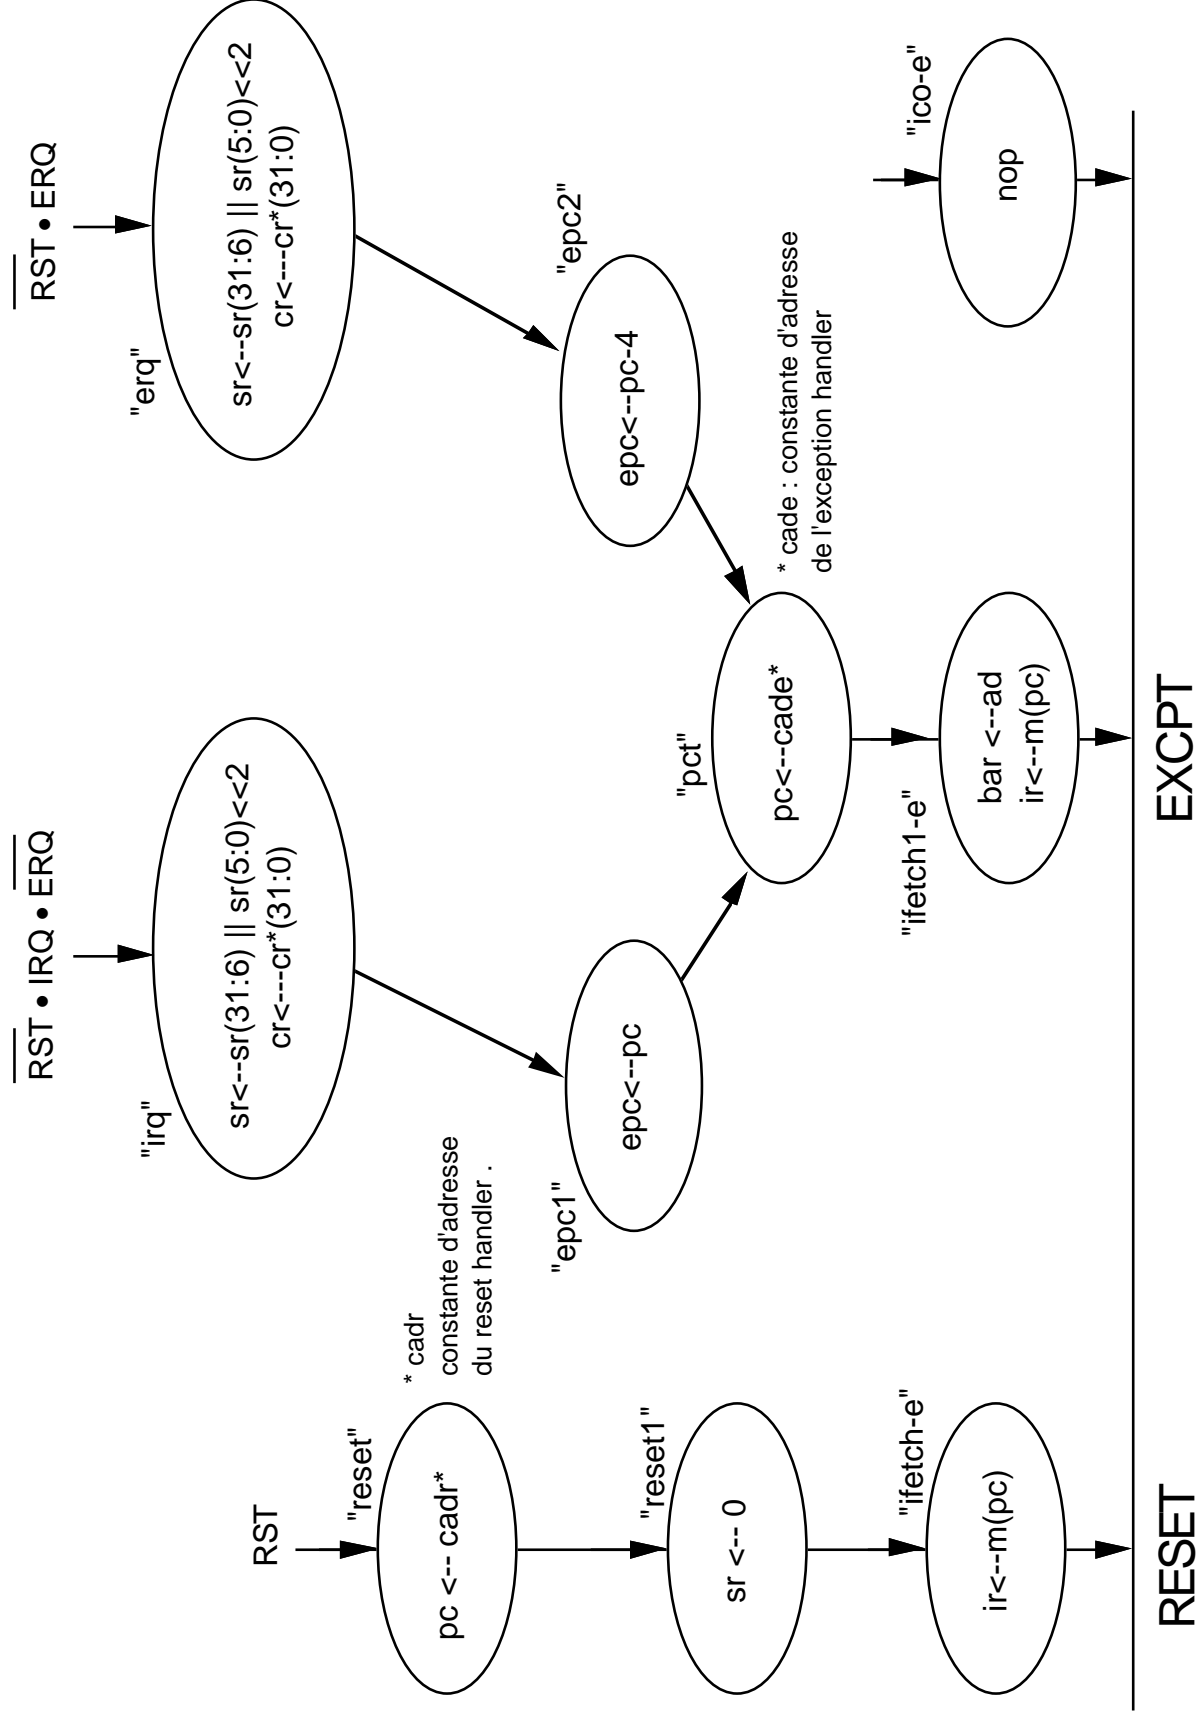 RST
"reset"
pc <-- cadr*
* cadr
constante d'adresse
du reset handler .
"reset1"
sr <-- 0
"ifetch-e"
ir<--m(pc)
RESET
RST • IRQ • ERQ
"irq"
sr<--sr(31:6) || sr(5:0)<<2
cr<---cr*(31:0)
"epc1"
epc<--pc
RST • ERQ
"erq"
sr<--sr(31:6) || sr(5:0)<<2
cr<---cr*(31:0)
"epc2"
epc<--pc-4
"pct"
pc<--cade*
* cade : constante d'adresse
de l'exception handler
"ifetch1-e"
bar <--ad
ir<--m(pc)
"ico-e"
nop
EXCPT